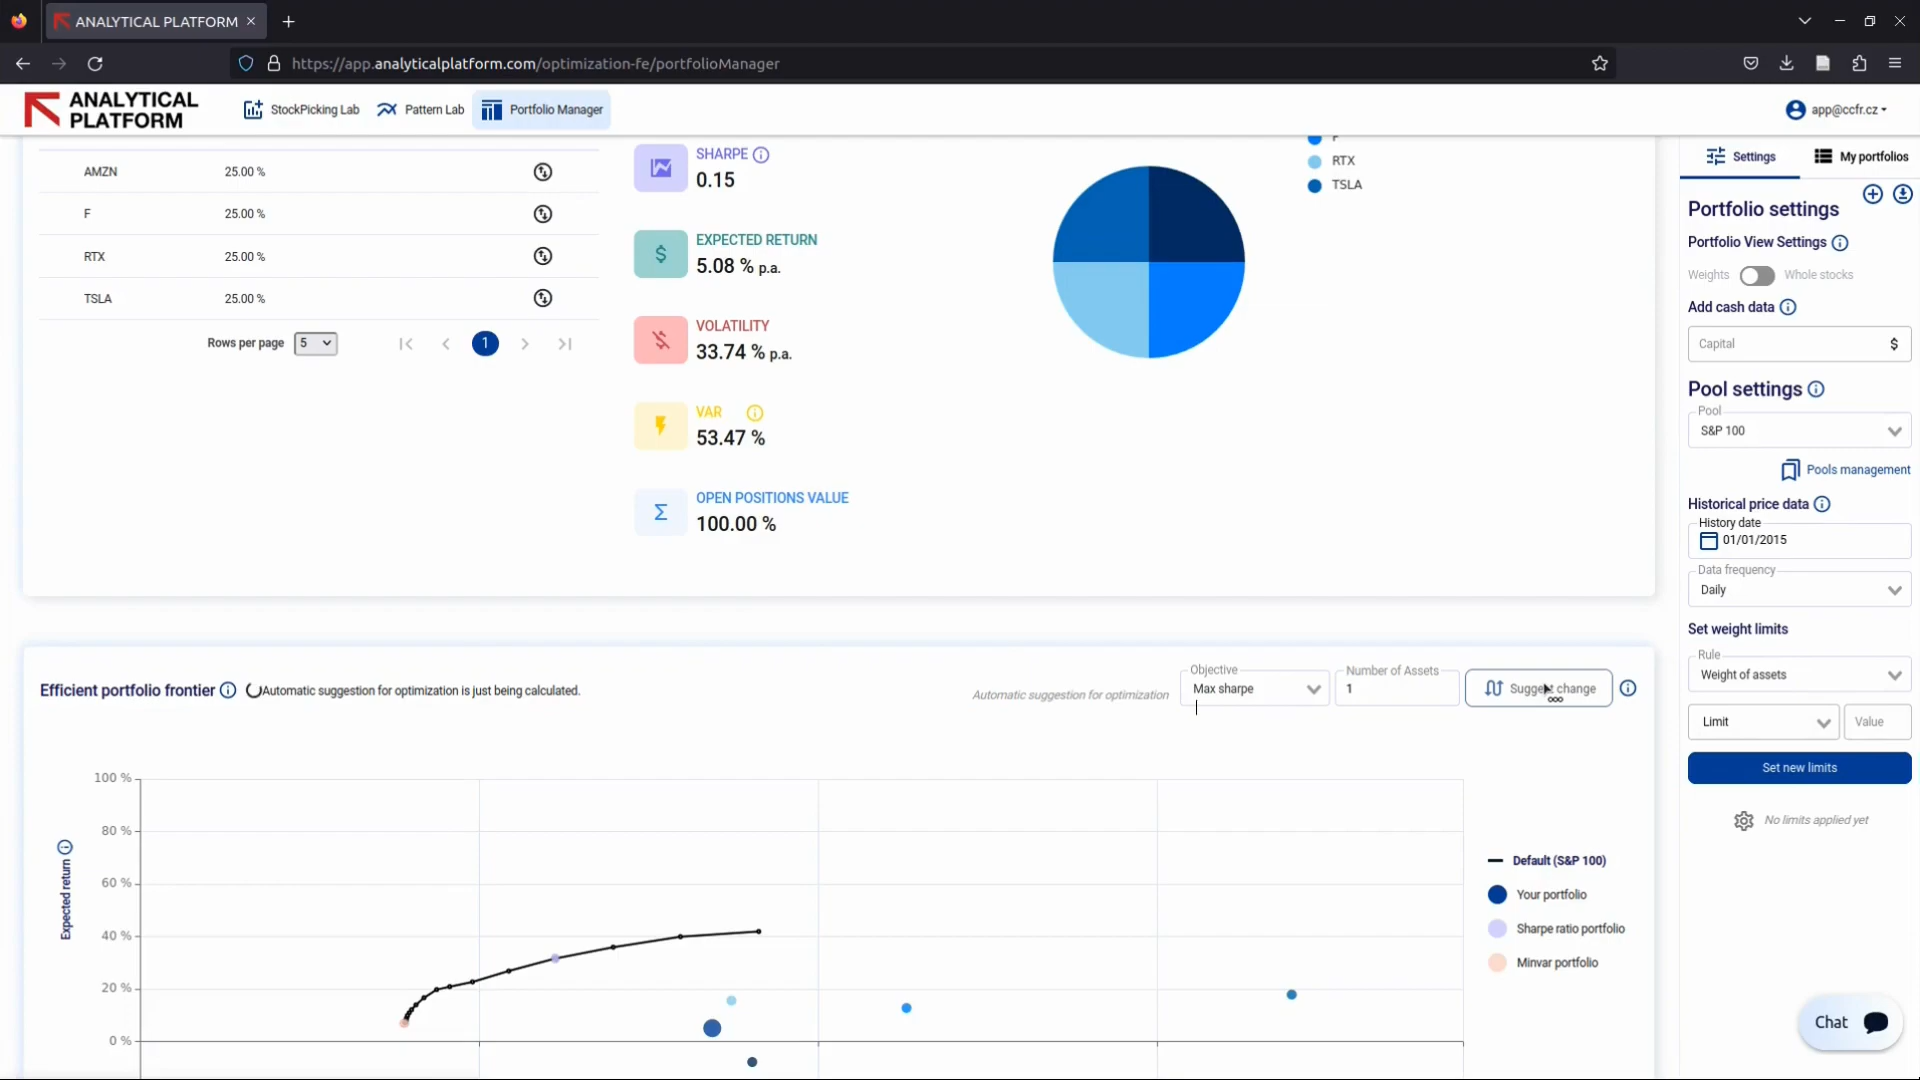 ANALYTICAL PLATFORM
https://app.analyticalplatform.com/optimization-fe/portfolioManager
ANALYTICAL
PLATFORM
StockPicking Lab
Pattern Lab
Portfolio Manager
app@ccfr.cz
AMZN 25.00 %
F 25.00 %
RTX 25.00 %
TSLA 25.00 %
Rows per page 5
1
SHARPE
0.15
EXPECTED RETURN
5.08 % p.a.
VOLATILITY
33.74 % p.a.
VAR
53.47 %
OPEN POSITIONS VALUE
100.00 %
RTX
TSLA
Settings
My portfolios
Portfolio settings
Portfolio View Settings
Weights
Whole stocks
Add cash data
Capital $
Pool settings
Pool
S&P 100
Pools management
Historical price data
History date
01/01/2015
Data frequency
Daily
Set weight limits
Rule
Weight of assets
Limit
Value
Set new limits
No limits applied yet
Efficient portfolio frontier
Automatic suggestion for optimization is just being calculated.
Automatic suggestion for optimization
Objective
Max sharpe
Number of Assets
1
Suggest change
100 %
80 %
60 %
40 %
20 %
0 %
Expected return
Default (S&P 100)
Your portfolio
Sharpe ratio portfolio
Minvar portfolio
Chat